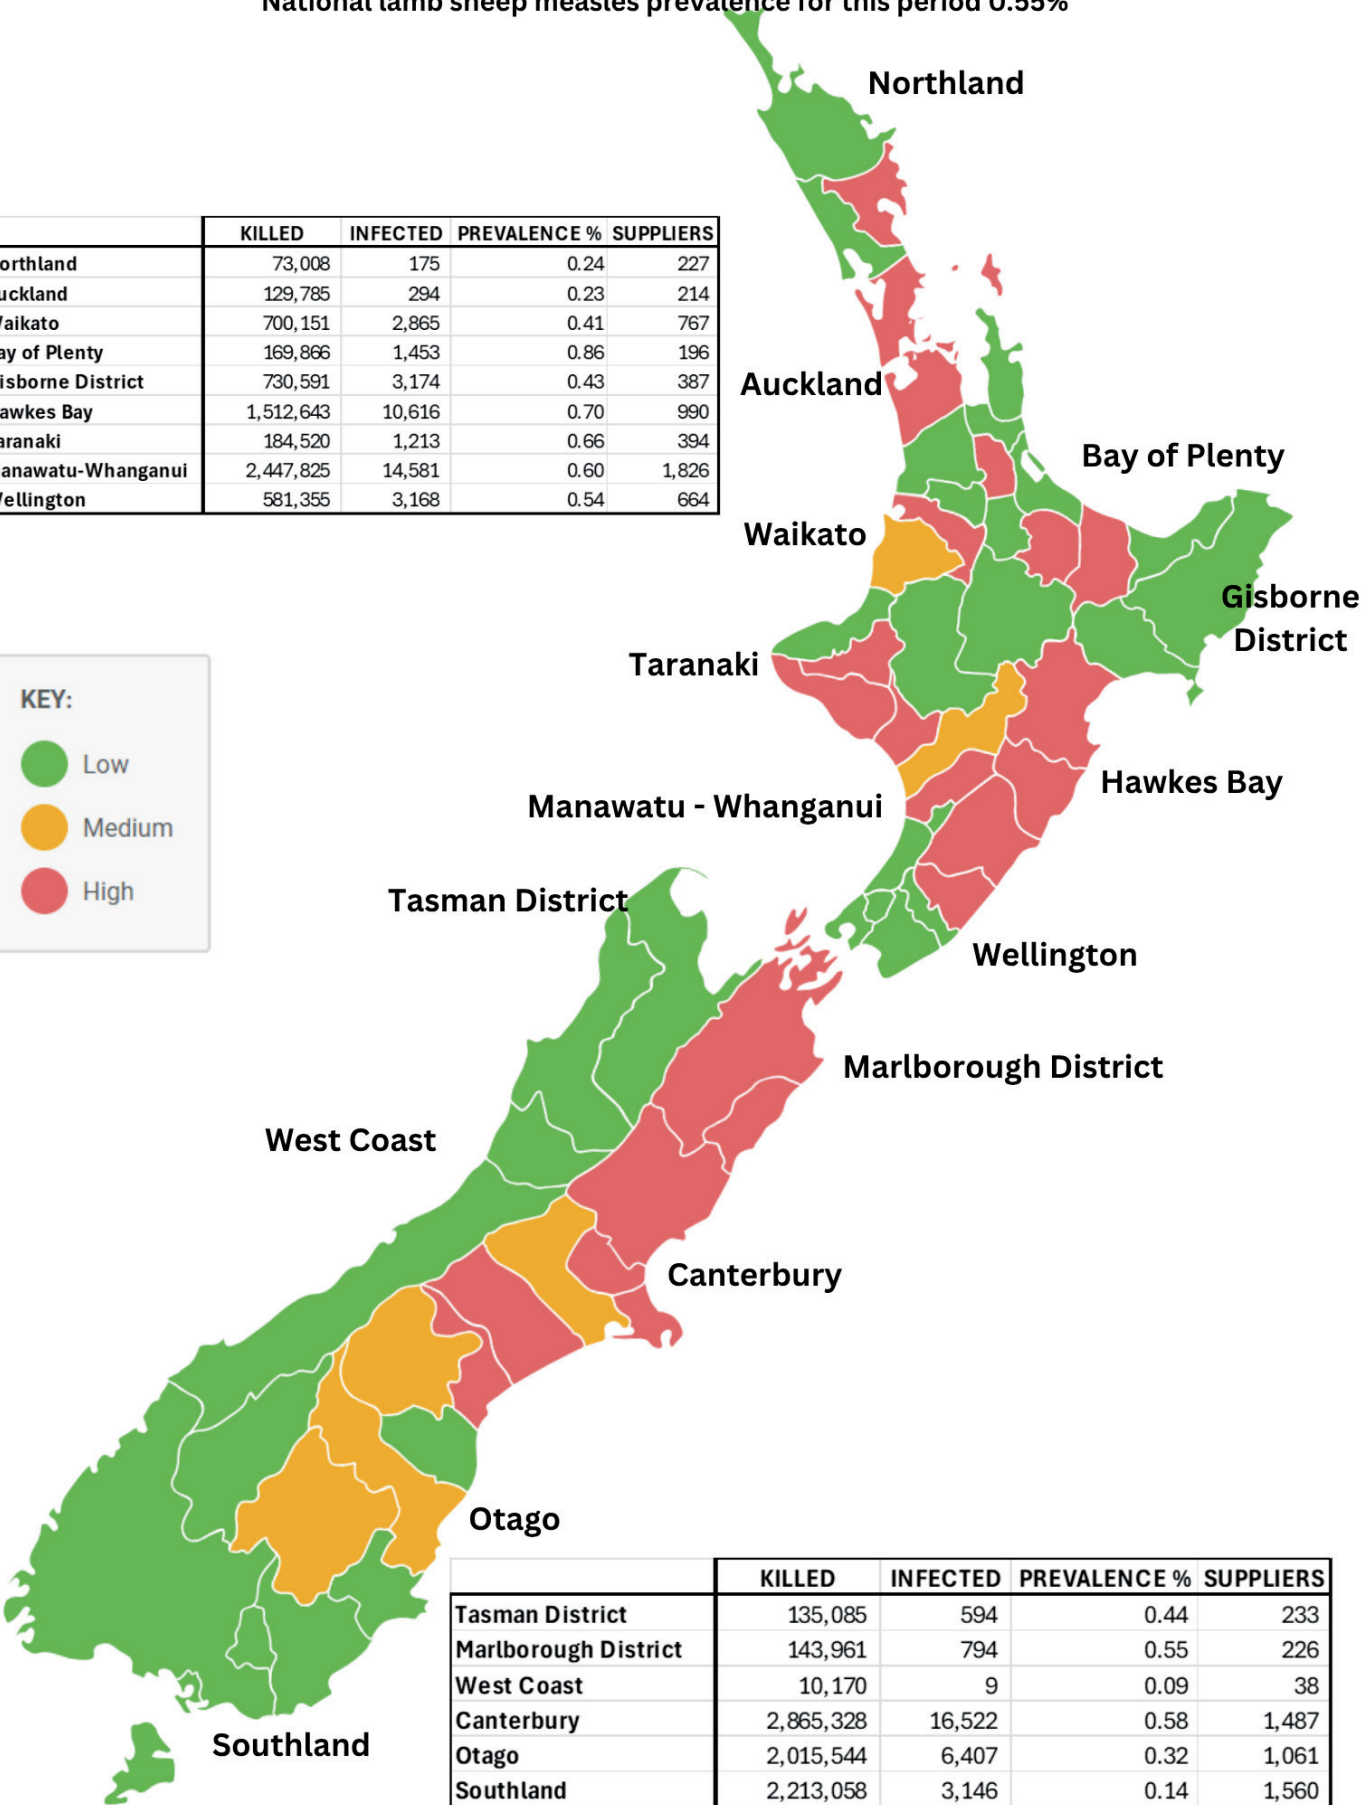 National lamb sheep measles prevalence for this period 0.55%
Northland
KILLED INFECTED PREVALENCE % SUPPLIERS
orthland 73,008 175 0.24 227
uckland 129,785 294 0.23 214
aikato 700,151 2,865 0.41 767
ay of Plenty 169,866 1,453 0.86 196
isborne District 730,591 3,174 0.43 387
awkes Bay 1,512,643 10,616 0.70 990
aranaki 184,520 1,213 0.66 394
anawatu-Whanganui 2,447,825 14,581 0.60 1,826
ellington 581,355 3,168 0.54 664
Auckland
Bay of Plenty
Waikato
Gisborne
District
Taranaki
KEY:
Low
Medium
High
Hawkes Bay
Manawatu - Whanganui
Tasman District
Wellington
Marlborough District
West Coast
Canterbury
Otago
KILLED INFECTED PREVALENCE % SUPPLIERS
Tasman District 135,085 594 0.44 233
Marlborough District 143,961 794 0.55 226
West Coast 10,170 9 0.09 38
Canterbury 2,865,328 16,522 0.58 1,487
Otago 2,015,544 6,407 0.32 1,061
Southland 2,213,058 3,146 0.14 1,560
Southland